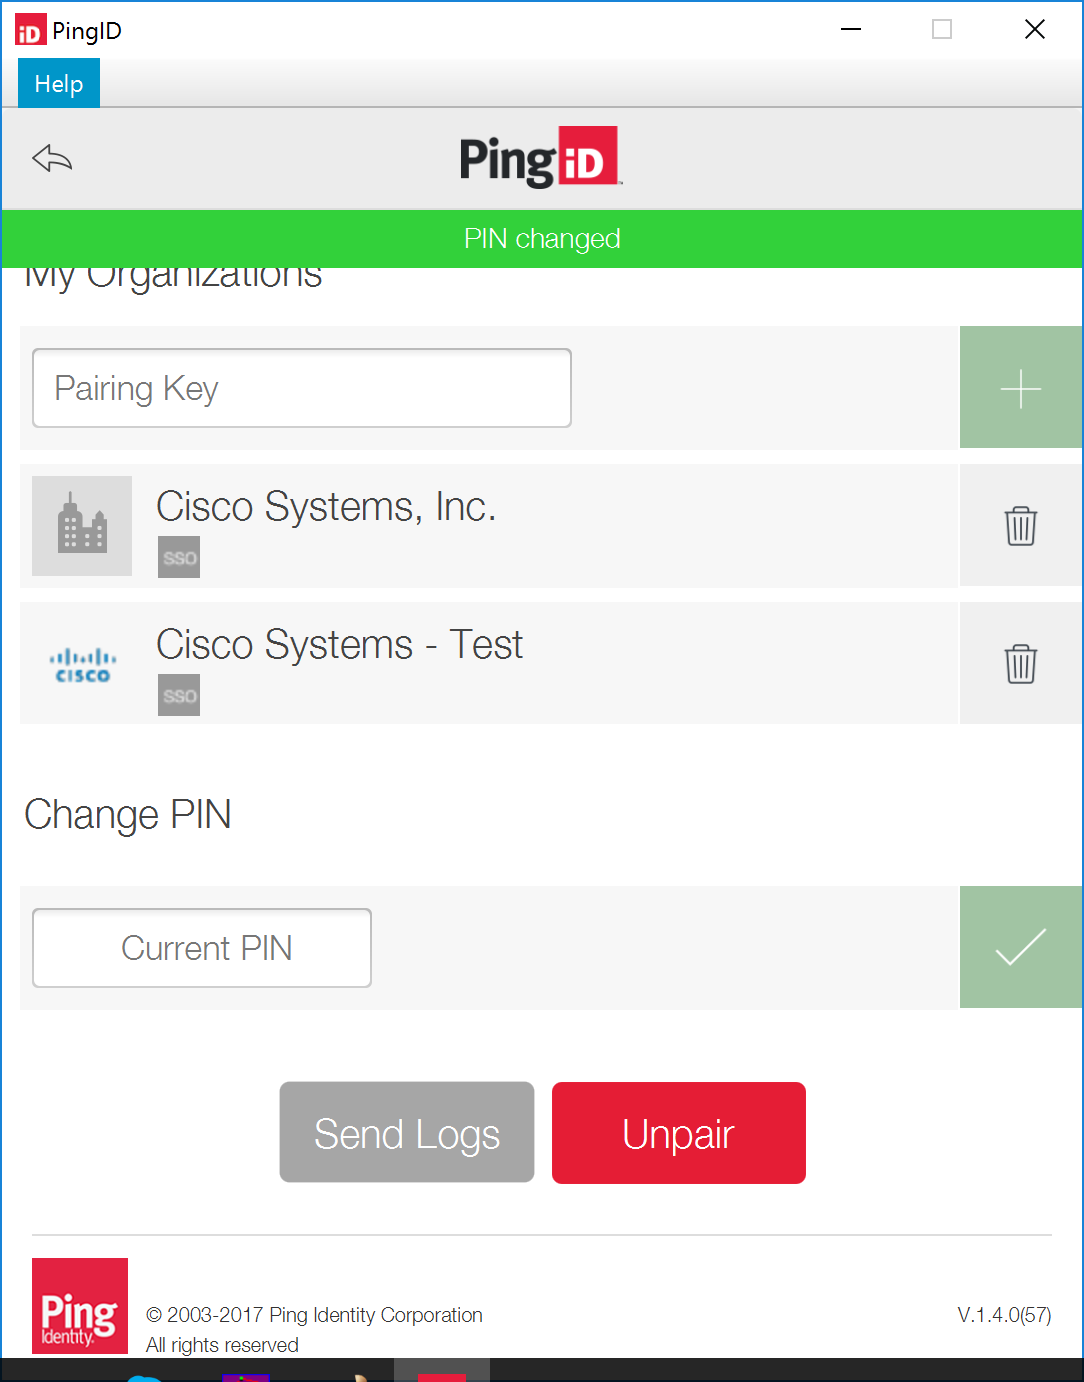 iD PingID
Help
Ping iD
PIN changed
My Organizations
Pairing Key
Cisco Systems, Inc.
SSO
Cisco Systems - Test
CISCO
SSO
Change PIN
Current PIN
Send Logs
Unpair
Ping
Identity.
© 2003-2017 Ping Identity Corporation
V.1.4.0(57)
All rights reserved